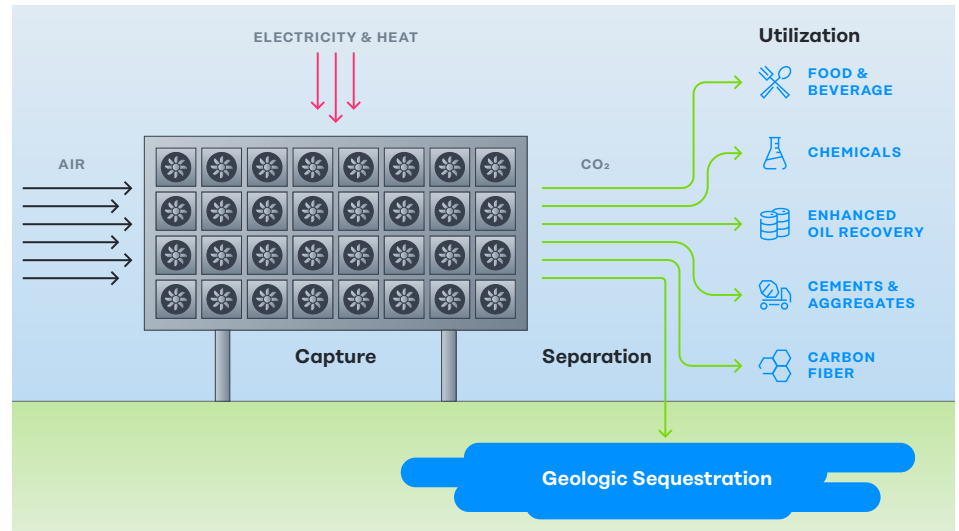 ELECTRICITY & HEAT
Utilization
FOOD &
BEVERAGE
AIR
CO₂
CHEMICALS
ENHANCED
OIL RECOVERY
CEMENTS &
AGGREGATES
Capture
Separation
CARBON
FIBER
Geologic Sequestration